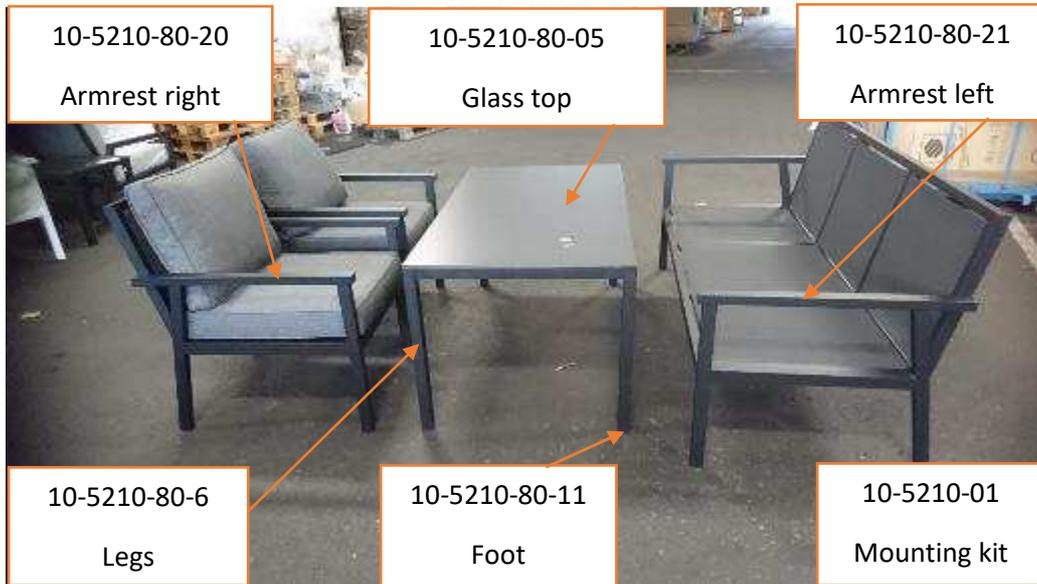 10-5210-80-20
Armrest right
10-5210-80-05
Glass top
10-5210-80-21
Armrest left
10-5210-80-6
Legs
10-5210-80-11
Foot
10-5210-01
Mounting kit